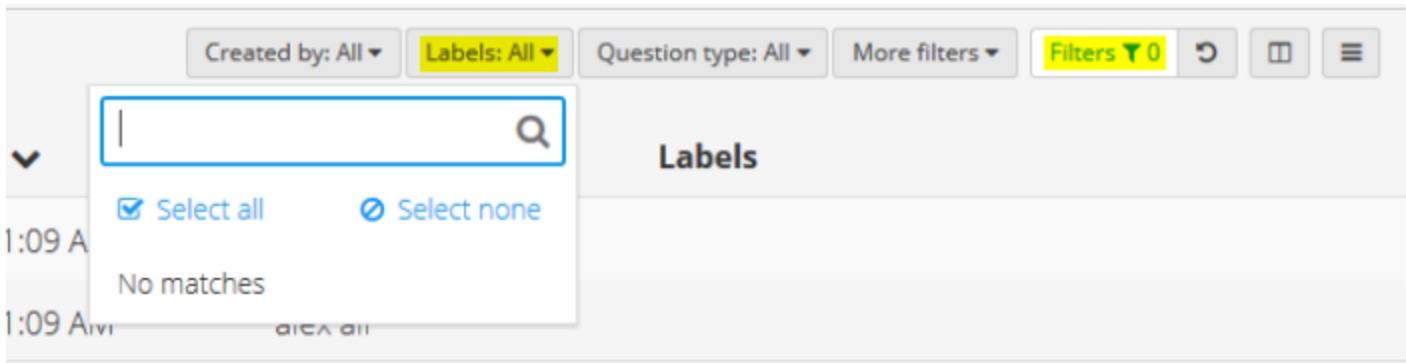 Created by: All Labels: All Question type: All More filters Filters 0
Labels
Select all Select none
1:09 A
No matches
1:09 AM alex ali